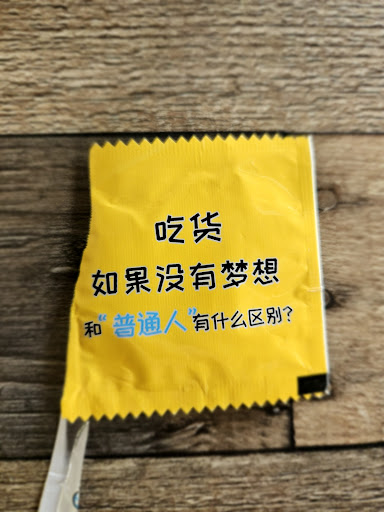 吃货
如果没有梦想
和“普通人”有什么区别?